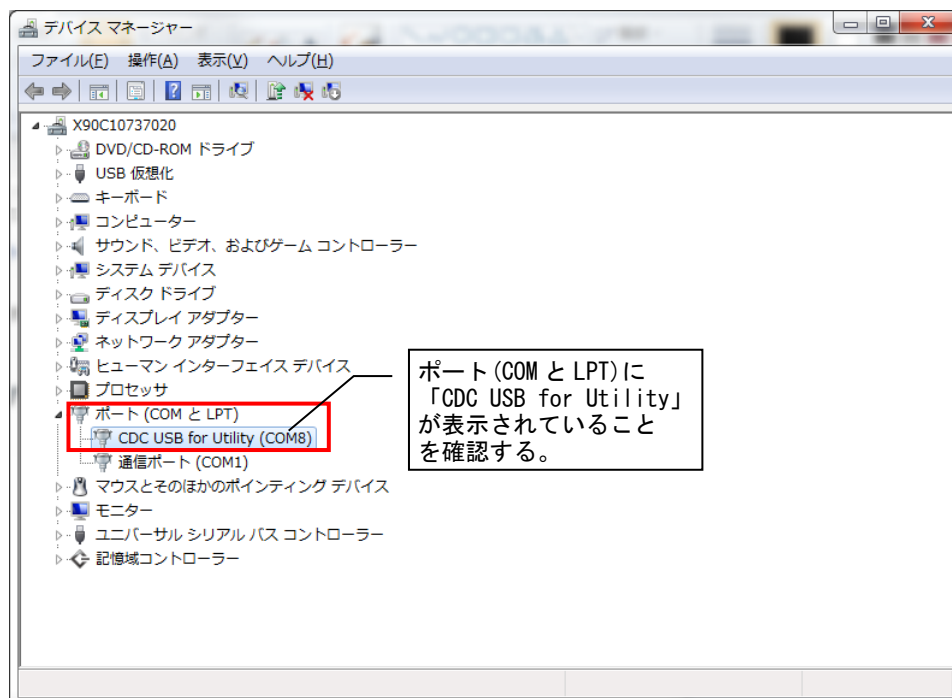 デバイス マネージャー
ファイル(F) 操作(A) 表示(V) ヘルプ(H)
X90C10737020
DVD/CD-ROM ドライブ
USB 仮想化
キーボード
コンピューター
サウンド、ビデオ、およびゲーム コントローラー
システム デバイス
ディスク ドライブ
ディスプレイ アダプター
ネットワーク アダプター
ヒューマン インターフェイス デバイス
プロセッサ
ポート (COM と LPT)
CDC USB for Utility (COM8)
通信ポート (COM1)
マウスとそのほかのポインティング デバイス
モニター
ユニバーサル シリアル バス コントローラー
記憶域コントローラー
ポート(COM と LPT)に
「CDC USB for Utility」
が表示されていること
を確認する。